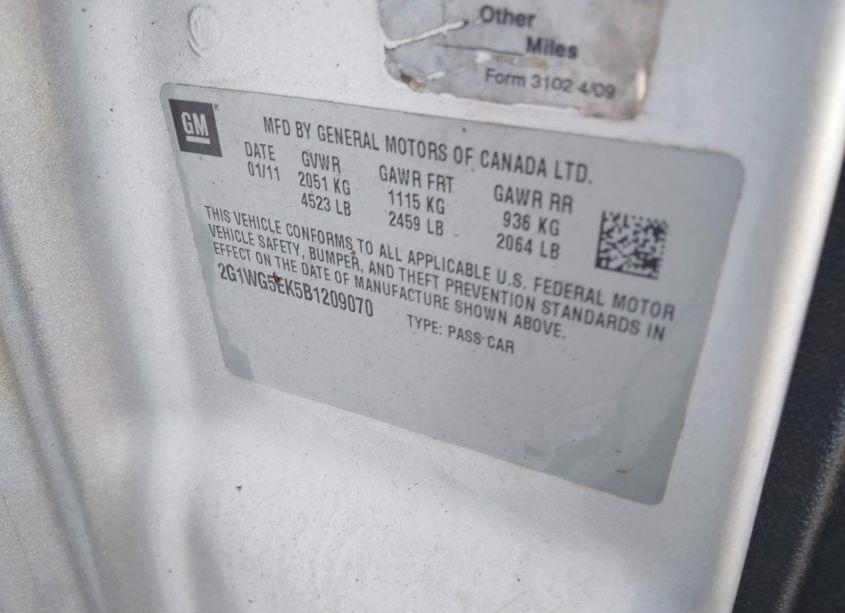 Other
Miles
Form 3102 4/09
GM
MFD BY GENERAL MOTORS OF CANADA LTD.
DATE GVWR GAWR FRT GAWR RR
01/11 2051 KG 1115 KG 936 KG
4523 LB 2459 LB 2064 LB
THIS VEHICLE CONFORMS TO ALL APPLICABLE U.S. FEDERAL MOTOR
VEHICLE SAFETY, BUMPER, AND THEFT PREVENTION STANDARDS IN
EFFECT ON THE DATE OF MANUFACTURE SHOWN ABOVE.
2G1WG5EK5B1209070 TYPE: PASS CAR